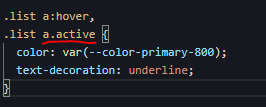 .list a:hover,
.list a.active {
  color: var(--color-primary-800);
  text-decoration: underline;
}